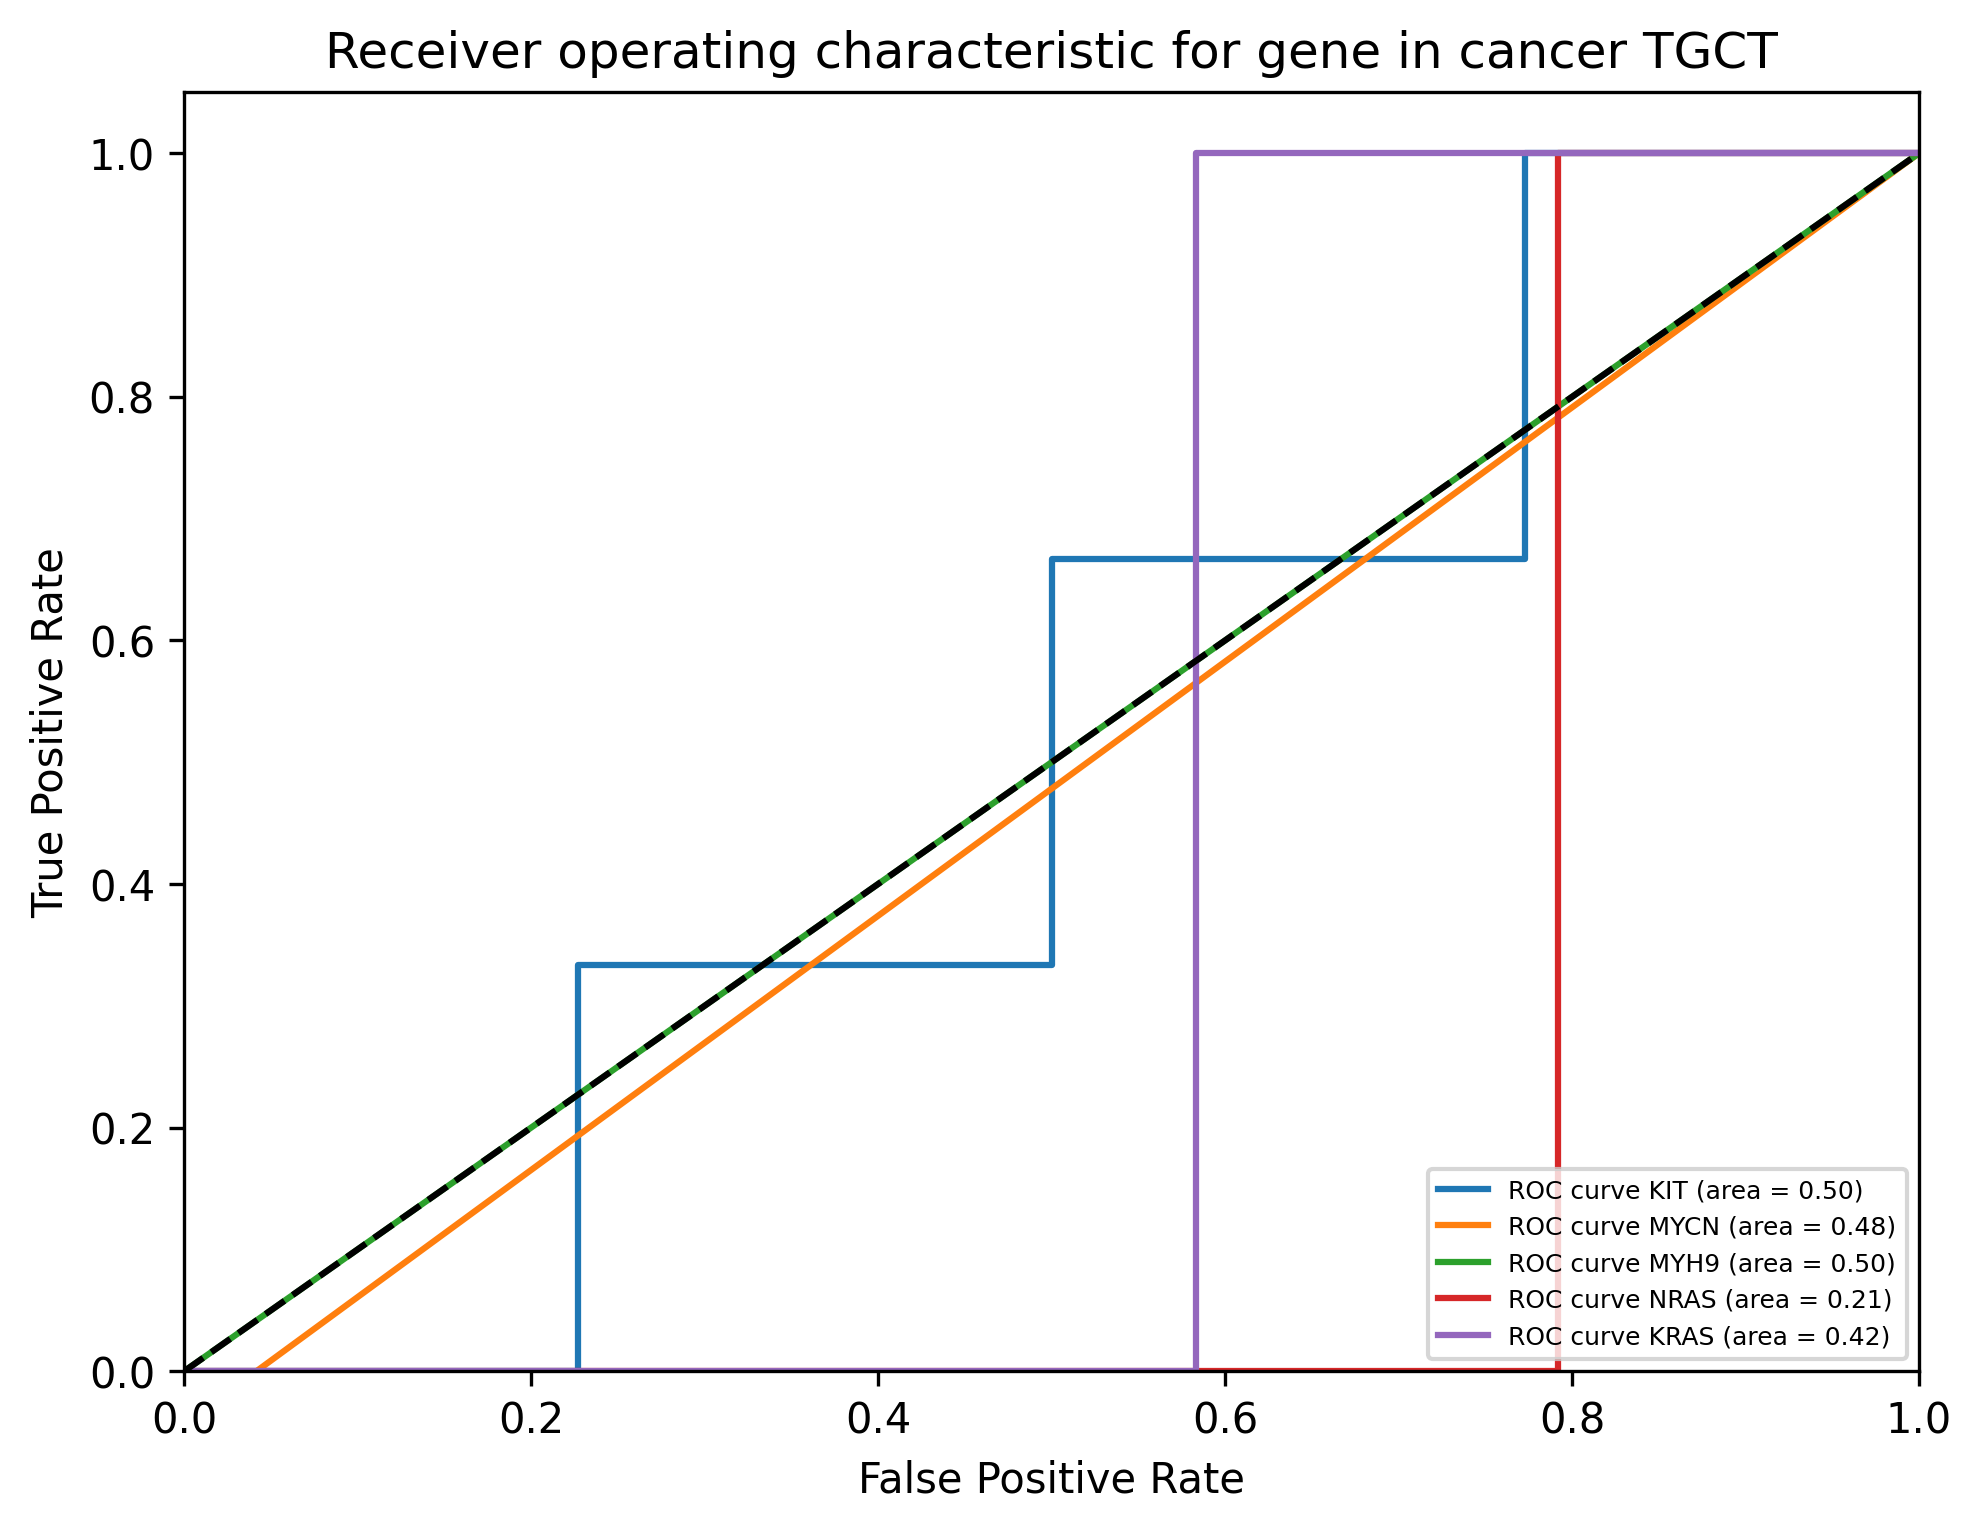 Receiver operating characteristic for gene in cancer TGCT
True Positive Rate
1.0
0.8
0.6
0.4
0.2
0.0
ROC curve KIT (area = 0.50)
ROC curve MYCN (area = 0.48)
ROC curve MYH9 (area = 0.50)
ROC curve NRAS (area = 0.21)
ROC curve KRAS (area = 0.42)
0.0 0.2 0.4 0.6 0.8 1.0
False Positive Rate